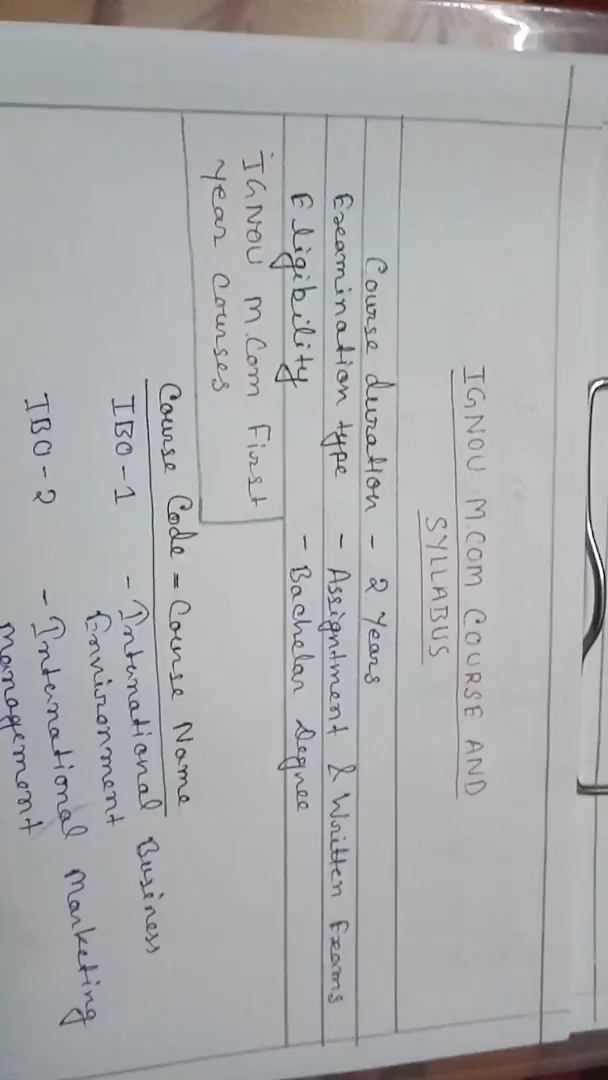 IGNOU M.COM COURSE AND
SYLLABUS
Course duration - 2 Years
Examination type - Assigntment & Written Exams
Eligibility - Bachelor Degree
IGNOU M.Com First
Year Courses
Course Code = Course Name
IBO-1 - International Business
Environment
IBO-2 - International Marketing
Management